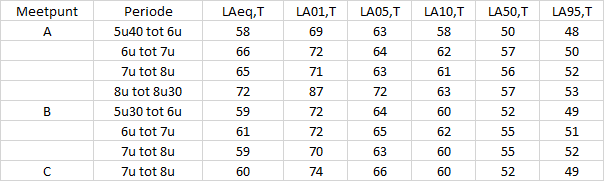 Meetpunt Periode LAeq,T LA01,T LA05,T LA10,T LA50,T LA95,T
A 5u40 tot 6u 58 69 63 58 50 48
6u tot 7u 66 72 64 62 57 50
7u tot 8u 65 71 63 61 56 52
8u tot 8u30 72 87 72 63 57 53
B 5u30 tot 6u 59 72 64 60 52 49
6u tot 7u 61 72 65 62 55 51
7u tot 8u 59 70 63 60 55 52
C 7u tot 8u 60 74 66 60 52 49